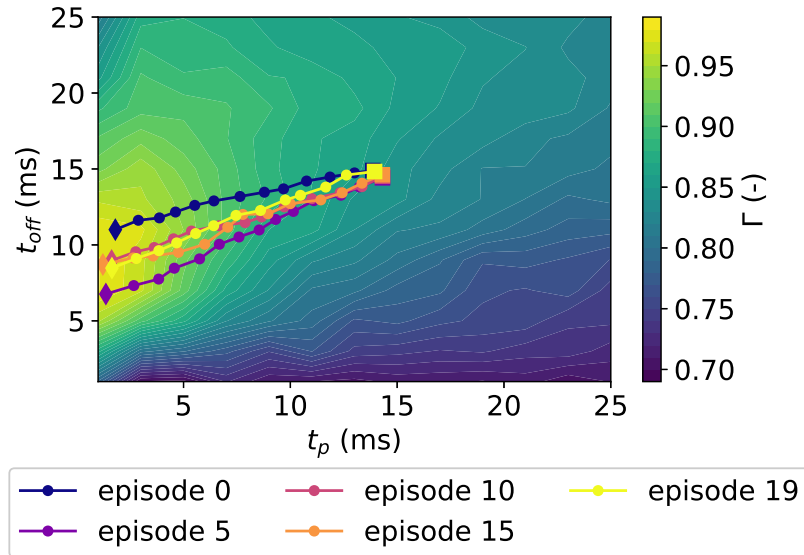 25
20
15
10
5
t_off (ms)
5 10 15 20 25
t_p (ms)
0.95
0.90
0.85
0.80
0.75
0.70
Γ (-)
episode 0 episode 10 episode 19
episode 5 episode 15